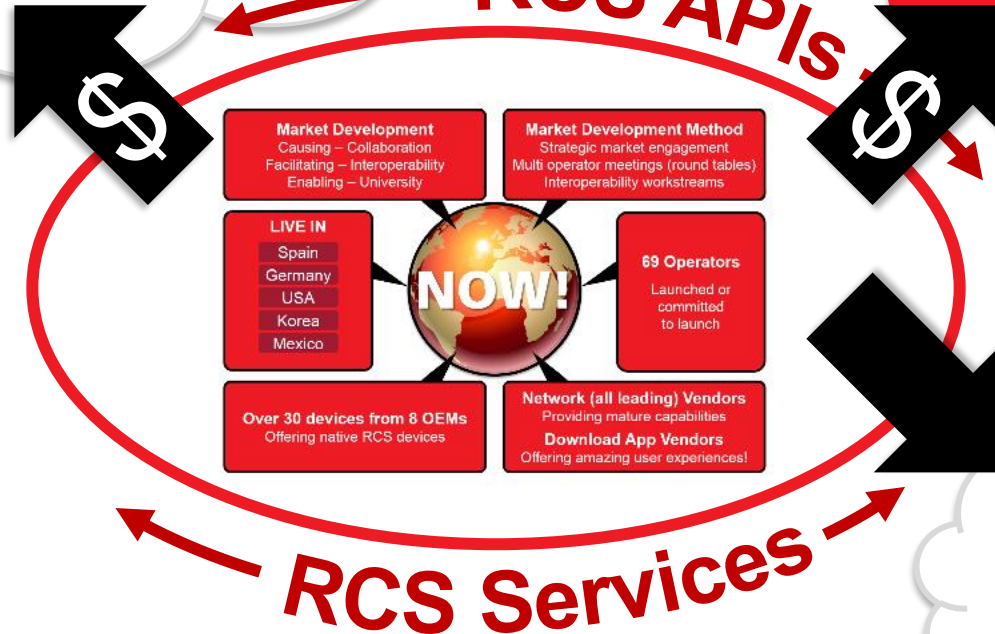 RCS APIs
$
$
Market Development
Causing – Collaboration
Facilitating – Interoperability
Enabling – University
Market Development Method
Strategic market engagement
Multi operator meetings (round tables)
Interoperability workstreams
LIVE IN
Spain
Germany
USA
Korea
Mexico
NOW!
69 Operators
Launched or
committed
to launch
Over 30 devices from 8 OEMs
Offering native RCS devices
Network (all leading) Vendors
Providing mature capabilities
Download App Vendors
Offering amazing user experiences!
RCS Services